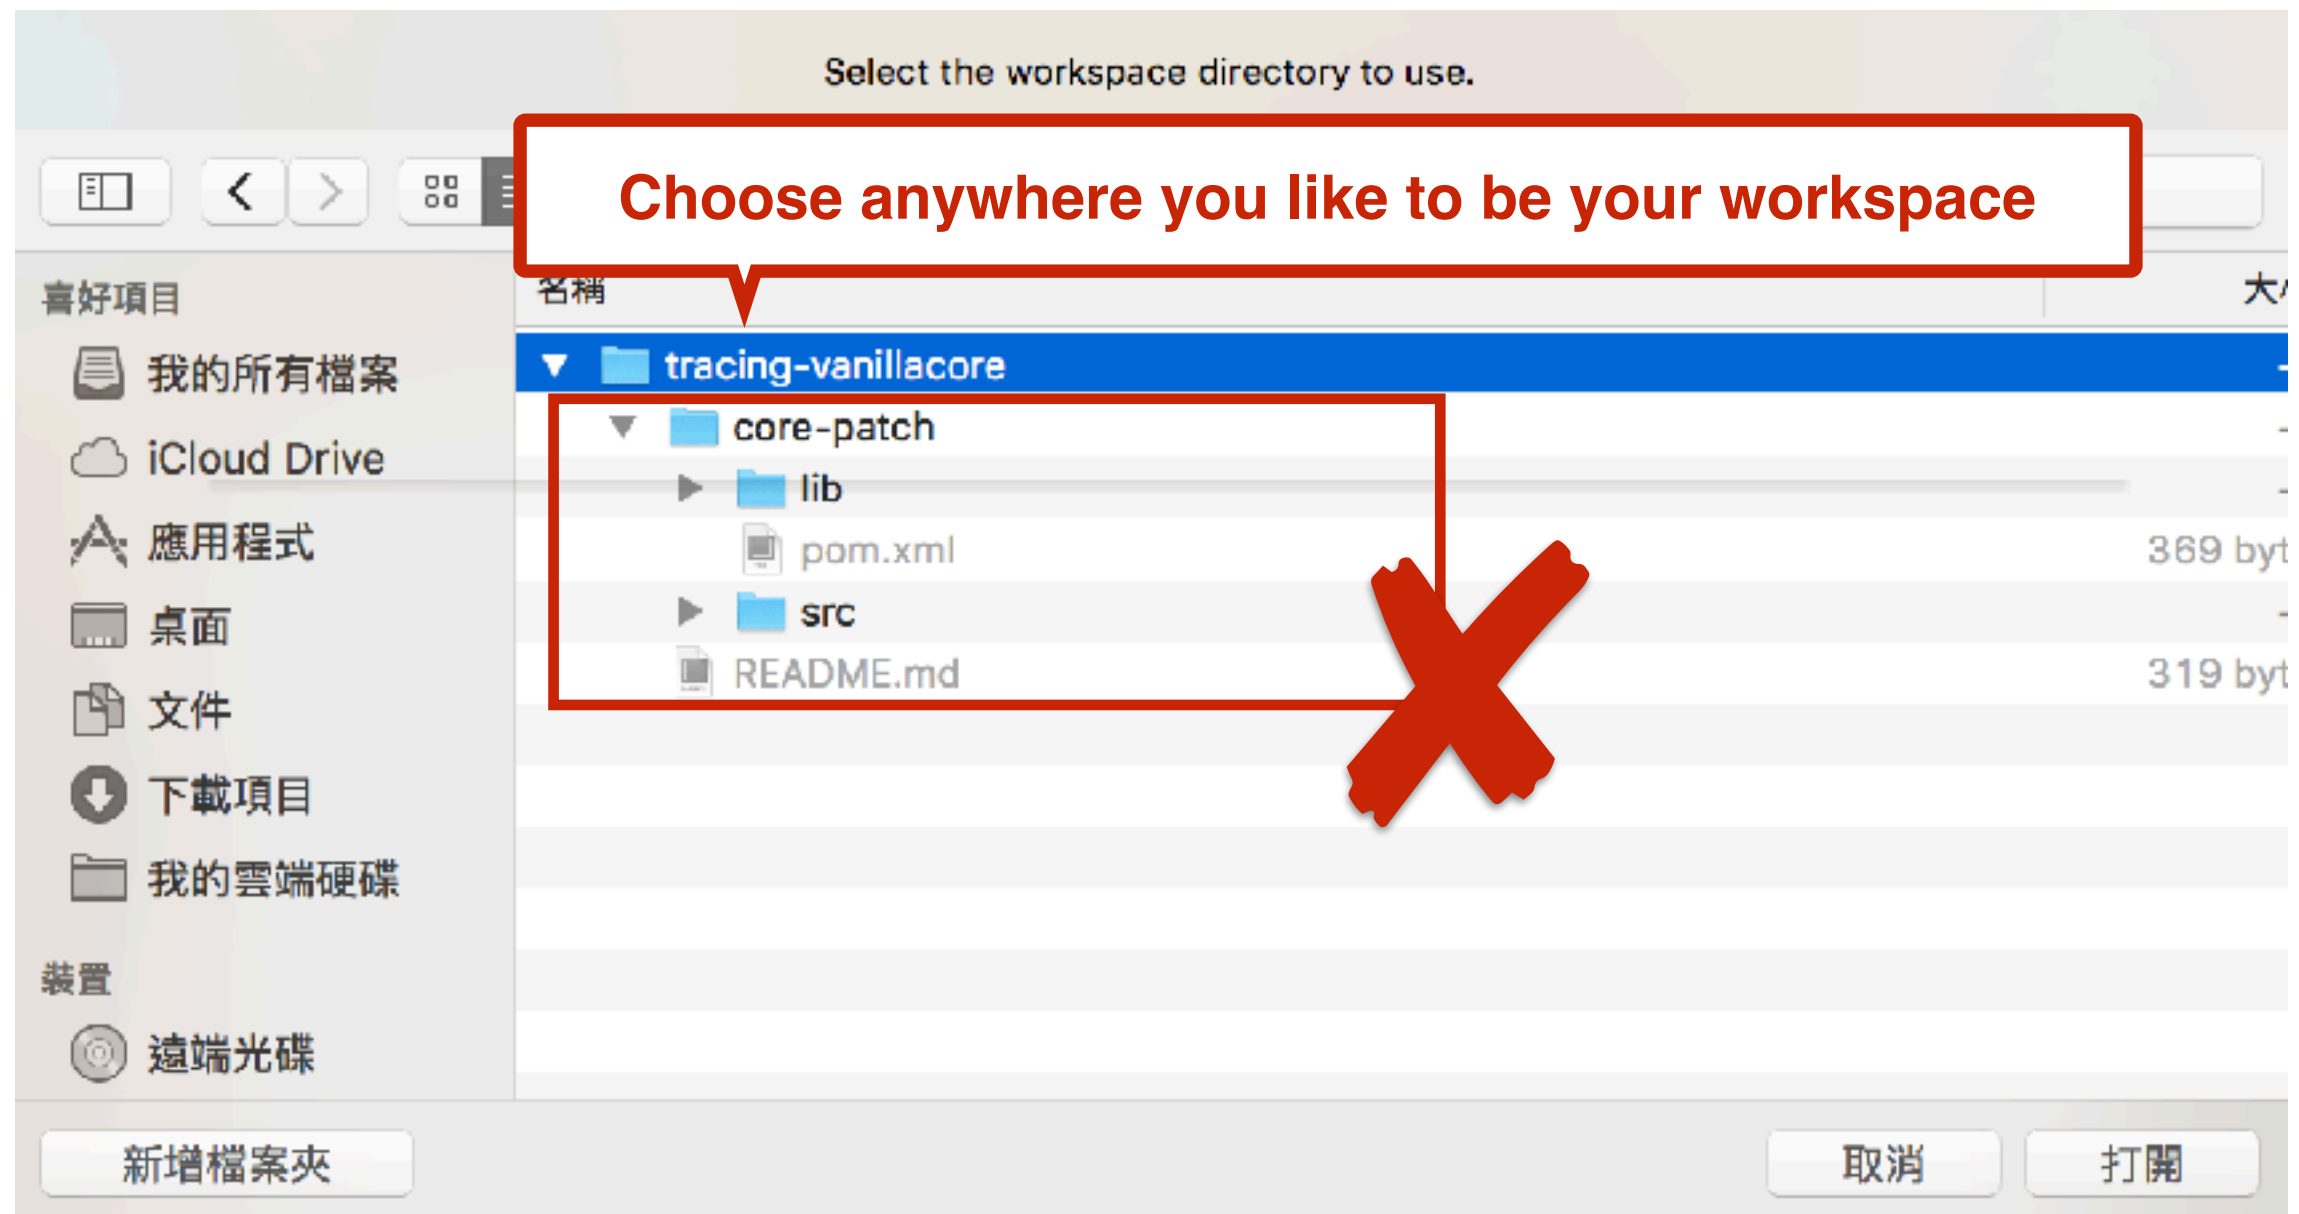 Select the workspace directory to use.
Choose anywhere you like to be your workspace
喜好項目
我的所有檔案
iCloud Drive
應用程式
桌面
文件
下載項目
我的雲端硬碟
裝置
遠端光碟
名稱
tracing-vanillacore
core-patch
lib
pom.xml
369 byt
src
README.md
319 byt
新增檔案夾
取消
打開